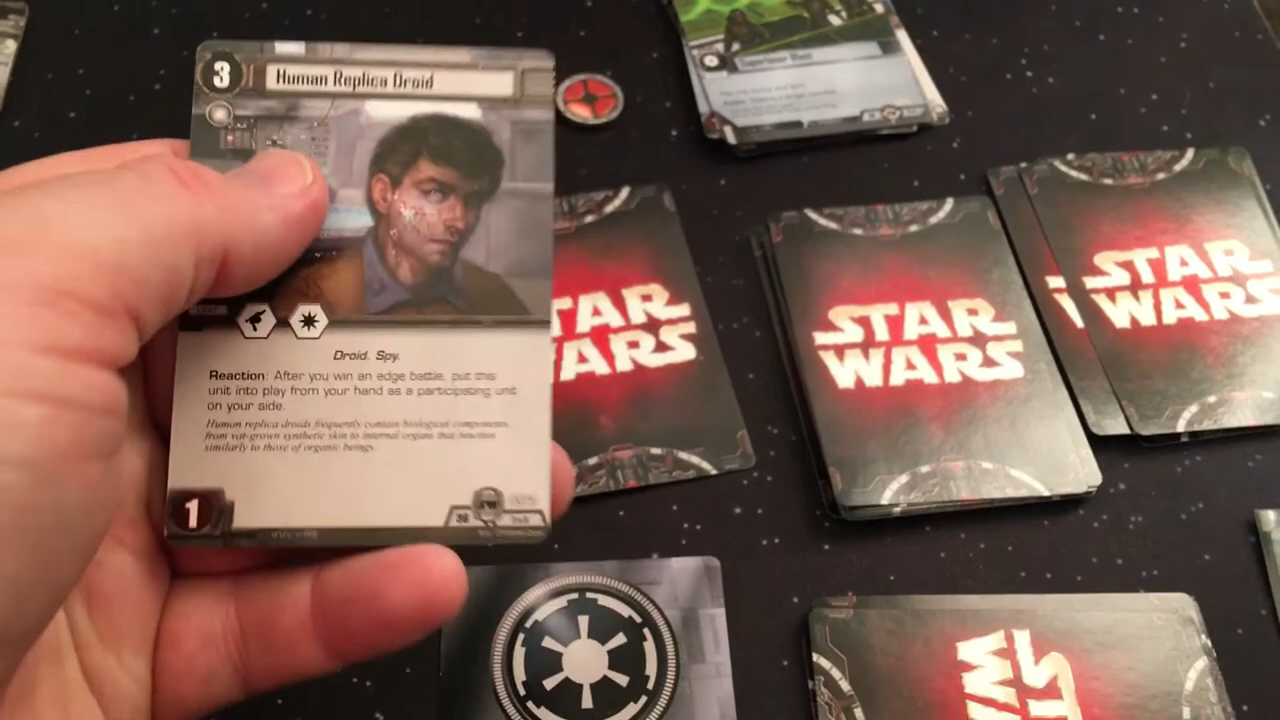 3
Human Replica Droid
Droid. Spy.
Reaction: After you win an edge battle, put this
unit into play from your hand as a participating unit
on your side.
Human replica droids frequently contain biological components,
from vat-grown synthetic skin to internal organs that function
similarly to those of organic beings.
1
36
STAR
WARS
STAR
WARS
STAR
WARS
STAR
WARS